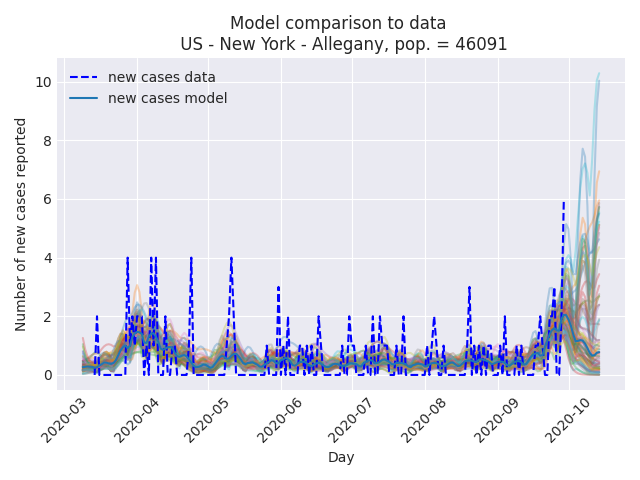 Model comparison to data
US - New York - Allegany, pop. = 46091
new cases data
new cases model
Number of new cases reported
10
8
6
4
2
0
2020-03
2020-04
2020-05
2020-06
2020-07
2020-08
2020-09
2020-10
Day